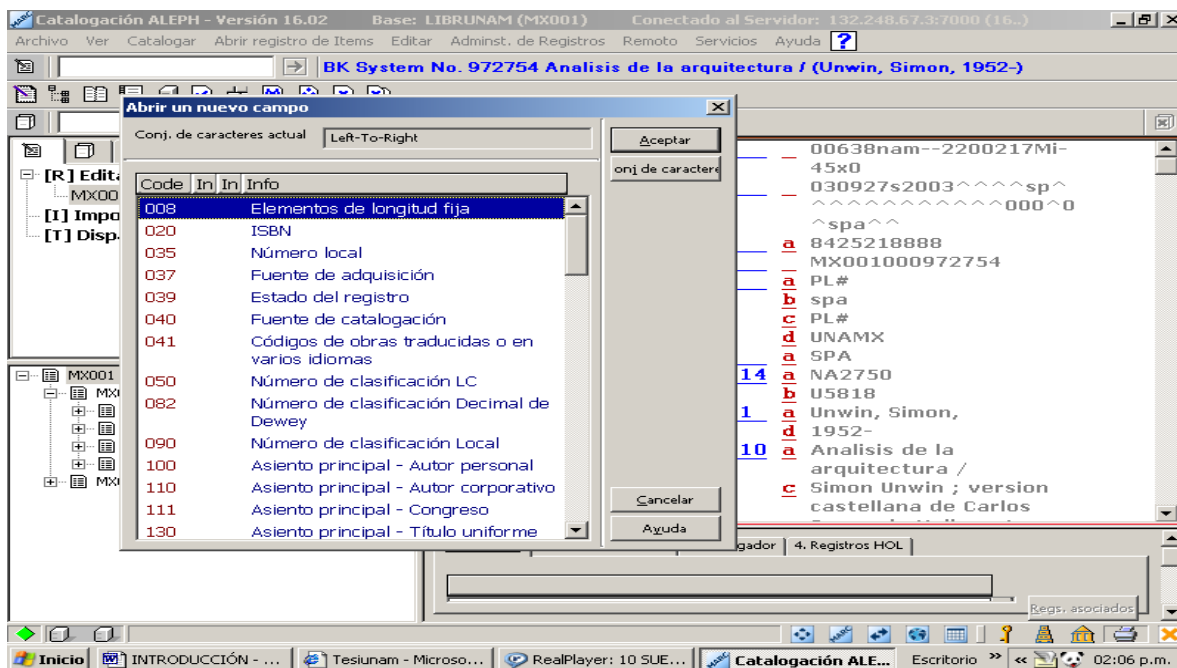 Catalogación ALEPH - Versión 16.02 Base: LIBRUNAM (MX001) Conectado al Servidor: 132.248.67.3:7000 (16..)
Archivo Ver Catalogar Abrir registro de Items Editar Adminst. de Registros Remoto Servicios Ayuda ?
BK System No. 972754 Analisis de la arquitectura / (Unwin, Simon, 1952-)
Abrir un nuevo campo
Conj. de caracteres actual Left-To-Right
Aceptar
onj de caractere
Code In In Info
008 Elementos de longitud fija
020 ISBN
035 Número local
037 Fuente de adquisición
039 Estado del registro
040 Fuente de catalogación
041 Códigos de obras traducidas o en
varios idiomas
050 Número de clasificación LC
082 Número de clasificación Decimal de
Dewey
090 Número de clasificación Local
100 Asiento principal - Autor personal
110 Asiento principal - Autor corporativo
111 Asiento principal - Congreso
130 Asiento principal - Título uniforme
Cancelar
Ayuda
[R] Edita
MX00
[I] Impo
[T] Disp.
MX001
MX
MX
00638nam--2200217Mi-
45x0
030927s2003^^^^sp^
^^^^^^^^^^^000^0
^spa^^
a 8425218888
MX001000972754
a PL#
b spa
c PL#
d UNAMX
a SPA
14 a NA2750
b U5818
1 a Unwin, Simon,
d 1952-
10 a Analisis de la
arquitectura /
c Simon Unwin ; version
castellana de Carlos
gador 4. Registros HOL
Regs. asociados
Inicio INTRODUCCIÓN - ... Tesiunam - Microso... RealPlayer: 10 SUE... Catalogación ALE... Escritorio » « 02:06 p.m.